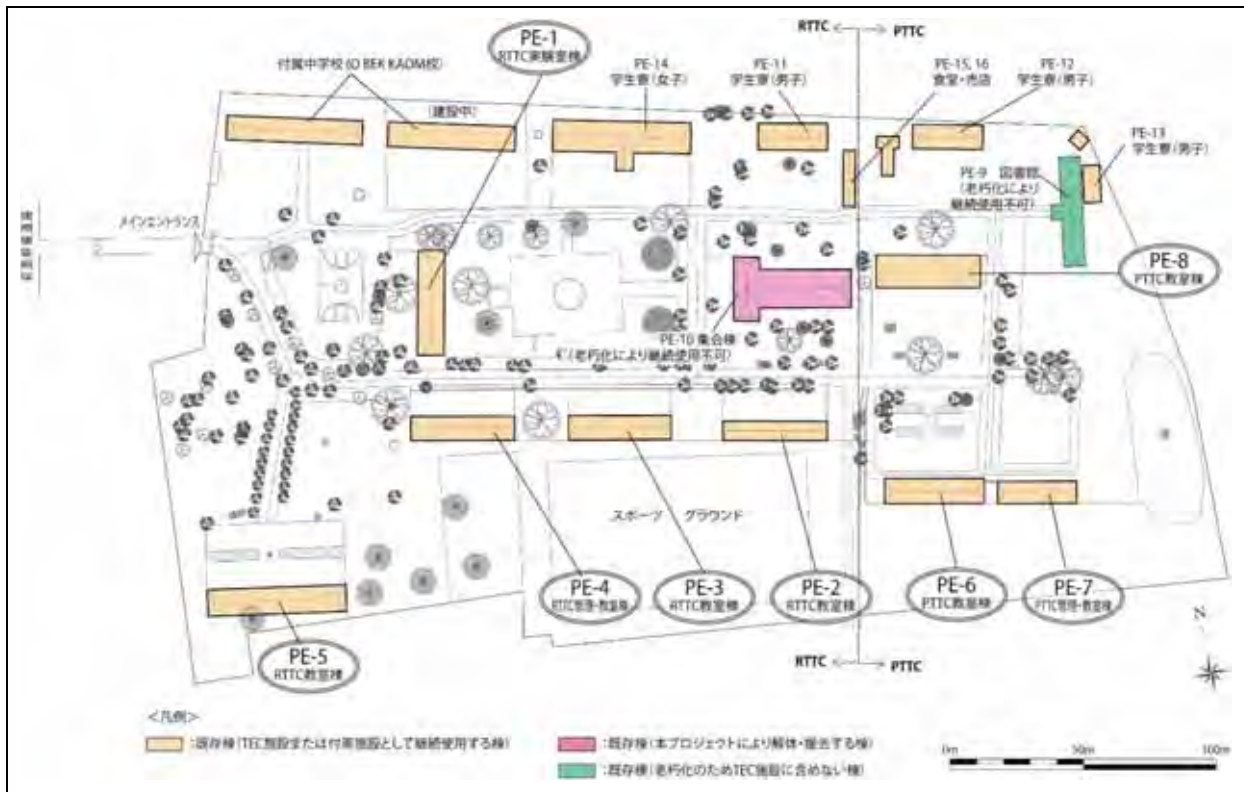 RTTC
PTTC
PE-1
RTTC実験室棟
付属中学校(O BEK KAOM校)
(建設中)
PE-14
学生寮(女子)
PE-11
学生寮(男子)
PE-15, 16
食堂・売店
PE-12
学生寮(男子)
PE-13
学生寮(男子)
PE-9 図書館
(老朽化により
継続使用不可)
メインエントランス
PE-8
PTTC教室棟
PE-10 集合棟
(老朽化により継続使用不可)
スポーツ グラウンド
PE-4
RTTC管理・教室棟
PE-3
RTTC教室棟
PE-2
RTTC教室棟
PE-6
PTTC教室棟
PE-7
PTTC管理・教室棟
PE-5
RTTC教室棟
RTTC
PTTC
N
<凡例>
:既存棟(TEC施設または付帯施設として継続使用する棟)
:既存棟(本プロジェクトにより解体・撤去する棟)
:既存棟(老朽化のためTEC施設に含めない棟)
0m 50m 100m